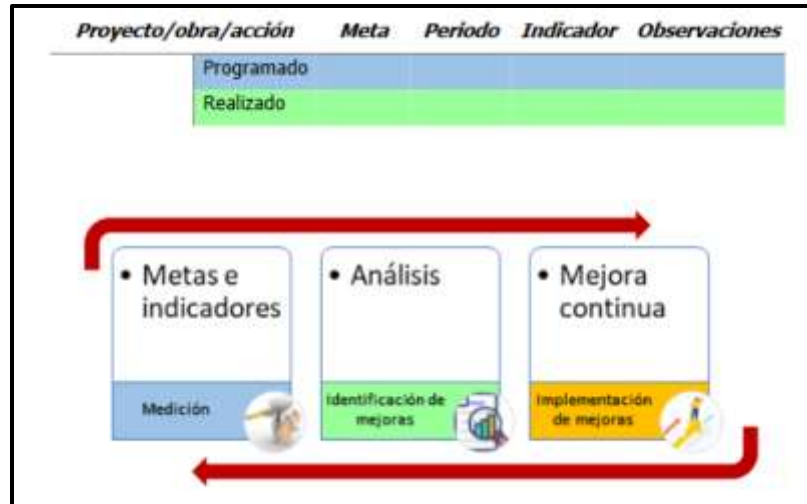 Proyecto/obra/acción Meta Periodo Indicador Observaciones
Programado
Realizado
• Metas e
indicadores
Medición
• Análisis
Identificación de
mejoras
• Mejora
continua
Implementación
de mejoras